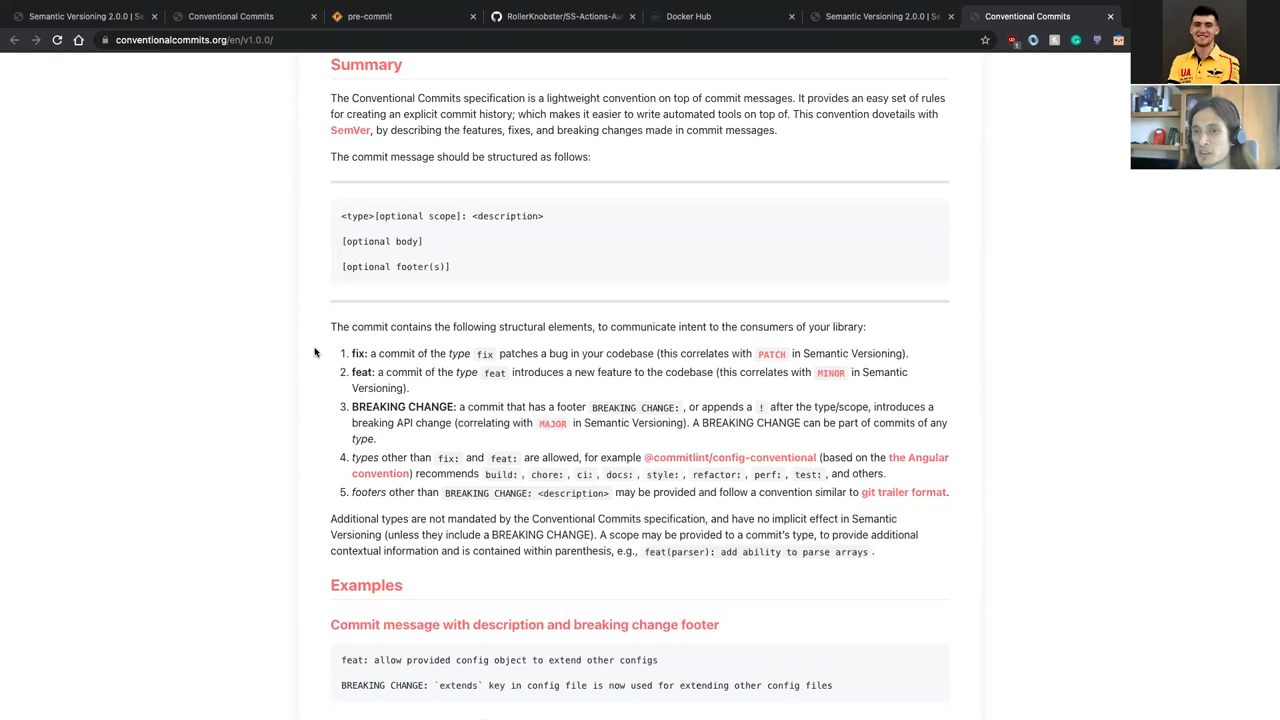 Semantic Versioning 2.0.0 | Se
Conventional Commits
pre-commit
RollerKnobster/SS-Actions-Au
Docker Hub
Semantic Versioning 2.0.0 | Se
Conventional Commits
conventionalcommits.org/en/v1.0.0/
Summary
The Conventional Commits specification is a lightweight convention on top of commit messages. It provides an easy set of rules
for creating an explicit commit history; which makes it easier to write automated tools on top of. This convention dovetails with
SemVer, by describing the features, fixes, and breaking changes made in commit messages.
The commit message should be structured as follows:
<type>[optional scope]: <description>
[optional body]
[optional footer(s)]
The commit contains the following structural elements, to communicate intent to the consumers of your library:
1. fix: a commit of the type fix patches a bug in your codebase (this correlates with PATCH in Semantic Versioning).
2. feat: a commit of the type feat introduces a new feature to the codebase (this correlates with MINOR in Semantic
Versioning).
3. BREAKING CHANGE: a commit that has a footer BREAKING CHANGE:, or appends a ! after the type/scope, introduces a
breaking API change (correlating with MAJOR in Semantic Versioning). A BREAKING CHANGE can be part of commits of any
type.
4. types other than fix: and feat: are allowed, for example @commitlint/config-conventional (based on the the Angular
convention) recommends build:, chore:, ci:, docs:, style:, refactor:, perf:, test:, and others.
5. footers other than BREAKING CHANGE: <description> may be provided and follow a convention similar to git trailer format.
Additional types are not mandated by the Conventional Commits specification, and have no implicit effect in Semantic
Versioning (unless they include a BREAKING CHANGE). A scope may be provided to a commit's type, to provide additional
contextual information and is contained within parenthesis, e.g., feat(parser): add ability to parse arrays.
Examples
Commit message with description and breaking change footer
feat: allow provided config object to extend other configs
BREAKING CHANGE: `extends` key in config file is now used for extending other config files
UA